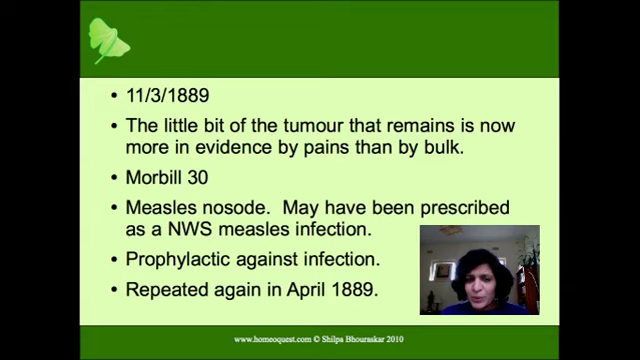 11/3/1889
The little bit of the tumour that remains is now
more in evidence by pains than by bulk.
Morbill 30
Measles nosode.  May have been prescribed
as a NWS measles infection.
Prophylactic against infection.
Repeated again in April 1889.
www.homeoquest.com © Shilpa Bhouraskar 2010